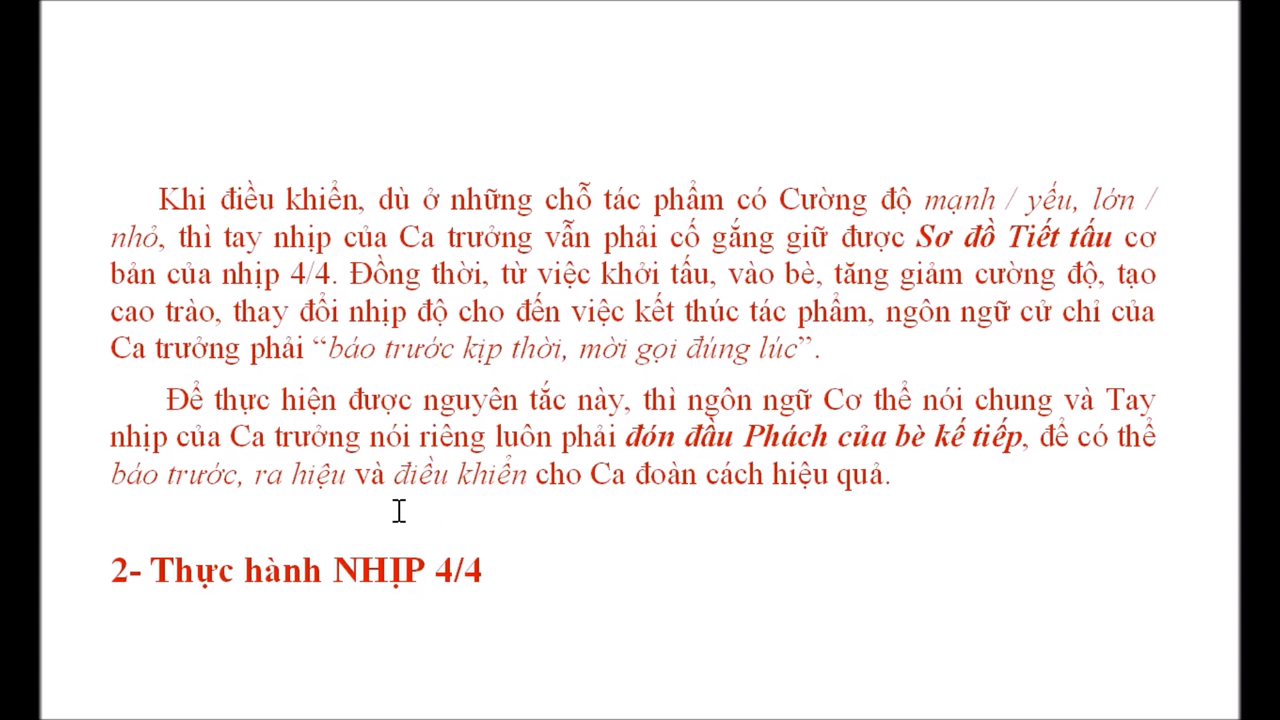 Khi điều khiển, dù ở những chỗ tác phẩm có Cường độ mạnh / yếu, lớn /
nhỏ, thì tay nhịp của Ca trưởng vẫn phải cố gắng giữ được Sơ đồ Tiết tấu cơ
bản của nhịp 4/4. Đồng thời, từ việc khởi tấu, vào bè, tăng giảm cường độ, tạo
cao trào, thay đổi nhịp độ cho đến việc kết thúc tác phẩm, ngôn ngữ cử chỉ của
Ca trưởng phải “báo trước kịp thời, mời gọi đúng lúc”.
Để thực hiện được nguyên tắc này, thì ngôn ngữ Cơ thể nói chung và Tay
nhịp của Ca trưởng nói riêng luôn phải đón đầu Phách của bè kế tiếp, để có thể
báo trước, ra hiệu và điều khiển cho Ca đoàn cách hiệu quả.
2- Thực hành NHỊP 4/4